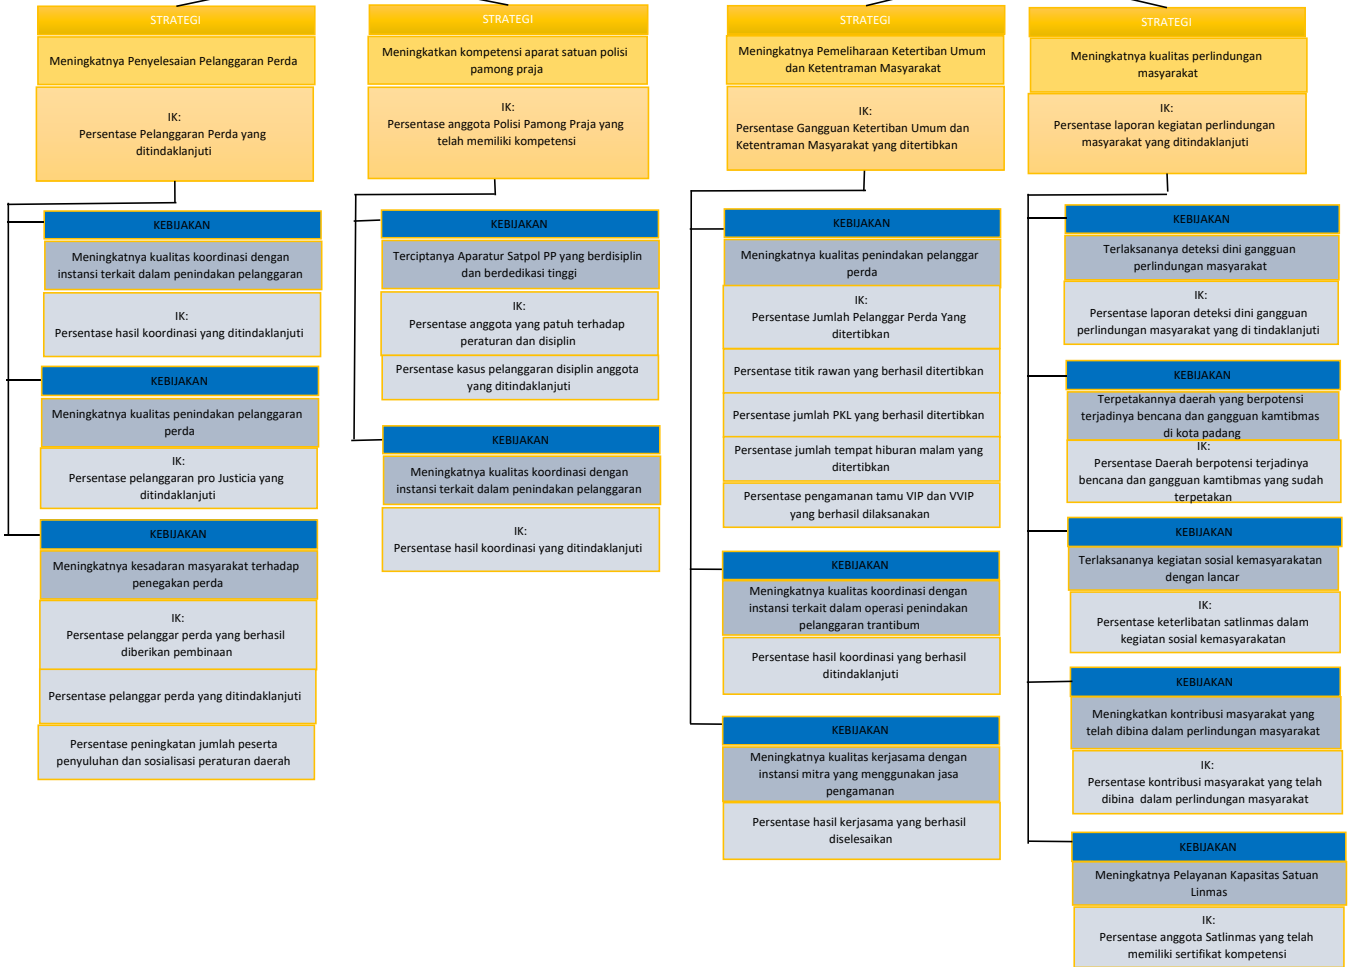 STRATEGI
Meningkatnya Penyelesaian Pelanggaran Perda
IK:
Persentase Pelanggaran Perda yang
ditindaklanjuti
KEBIJAKAN
Meningkatnya kualitas koordinasi dengan
instansi terkait dalam penindakan pelanggaran
IK:
Persentase hasil koordinasi yang ditindaklanjuti
KEBIJAKAN
Meningkatnya kualitas penindakan pelanggaran
perda
IK:
Persentase pelanggaran pro Justicia yang
ditindaklanjuti
KEBIJAKAN
Meningkatnya kesadaran masyarakat terhadap
penegakan perda
IK:
Persentase pelanggar perda yang berhasil
diberikan pembinaan
Persentase pelanggar perda yang ditindaklanjuti
Persentase peningkatan jumlah peserta
penyuluhan dan sosialisasi peraturan daerah
STRATEGI
Meningkatkan kompetensi aparat satuan polisi
pamong praja
IK:
Persentase anggota Polisi Pamong Praja yang
telah memiliki kompetensi
KEBIJAKAN
Terciptanya Aparatur Satpol PP yang berdisiplin
dan berdedikasi tinggi
IK:
Persentase anggota yang patuh terhadap
peraturan dan disiplin
Persentase kasus pelanggaran disiplin anggota
yang ditindaklanjuti
KEBIJAKAN
Meningkatnya kualitas koordinasi dengan
instansi terkait dalam penindakan pelanggaran
IK:
Persentase hasil koordinasi yang ditindaklanjuti
STRATEGI
Meningkatnya Pemeliharaan Ketertiban Umum
dan Ketentraman Masyarakat
IK:
Persentase Gangguan Ketertiban Umum dan
Ketentraman Masyarakat yang ditertibkan
KEBIJAKAN
Meningkatnya kualitas penindakan pelanggar
perda
IK:
Persentase Jumlah Pelanggar Perda Yang
ditertibkan
Persentase titik rawan yang berhasil ditertibkan
Persentase jumlah PKL yang berhasil ditertibkan
Persentase jumlah tempat hiburan malam yang
ditertibkan
Persentase pengamanan tamu VIP dan VVIP
yang berhasil dilaksanakan
KEBIJAKAN
Meningkatnya kualitas koordinasi dengan
instansi terkait dalam operasi penindakan
pelanggaran trantibum
Persentase hasil koordinasi yang berhasil
ditindaklanjuti
KEBIJAKAN
Meningkatnya kualitas kerjasama dengan
instansi mitra yang menggunakan jasa
pengamanan
Persentase hasil kerjasama yang berhasil
diselesaikan
STRATEGI
Meningkatnya kualitas perlindungan
masyarakat
IK:
Persentase laporan kegiatan perlindungan
masyarakat yang ditindaklanjuti
KEBIJAKAN
Terlaksananya deteksi dini gangguan
perlindungan masyarakat
IK:
Persentase laporan deteksi dini gangguan
perlindungan masyarakat yang di tindaklanjuti
KEBIJAKAN
Terpetakannya daerah yang berpotensi
terjadinya bencana dan gangguan kamtibmas
di kota padang
IK:
Persentase Daerah berpotensi terjadinya
bencana dan gangguan kamtibmas yang sudah
terpetakan
KEBIJAKAN
Terlaksananya kegiatan sosial kemasyarakatan
dengan lancar
IK:
Persentase keterlibatan satlinmas dalam
kegiatan sosial kemasyarakatan
KEBIJAKAN
Meningkatkan kontribusi masyarakat yang
telah dibina dalam perlindungan masyarakat
IK:
Persentase kontribusi masyarakat yang telah
dibina dalam perlindungan masyarakat
KEBIJAKAN
Meningkatnya Pelayanan Kapasitas Satuan
Linmas
IK:
Persentase anggota Satlinmas yang telah
memiliki sertifikat kompetensi